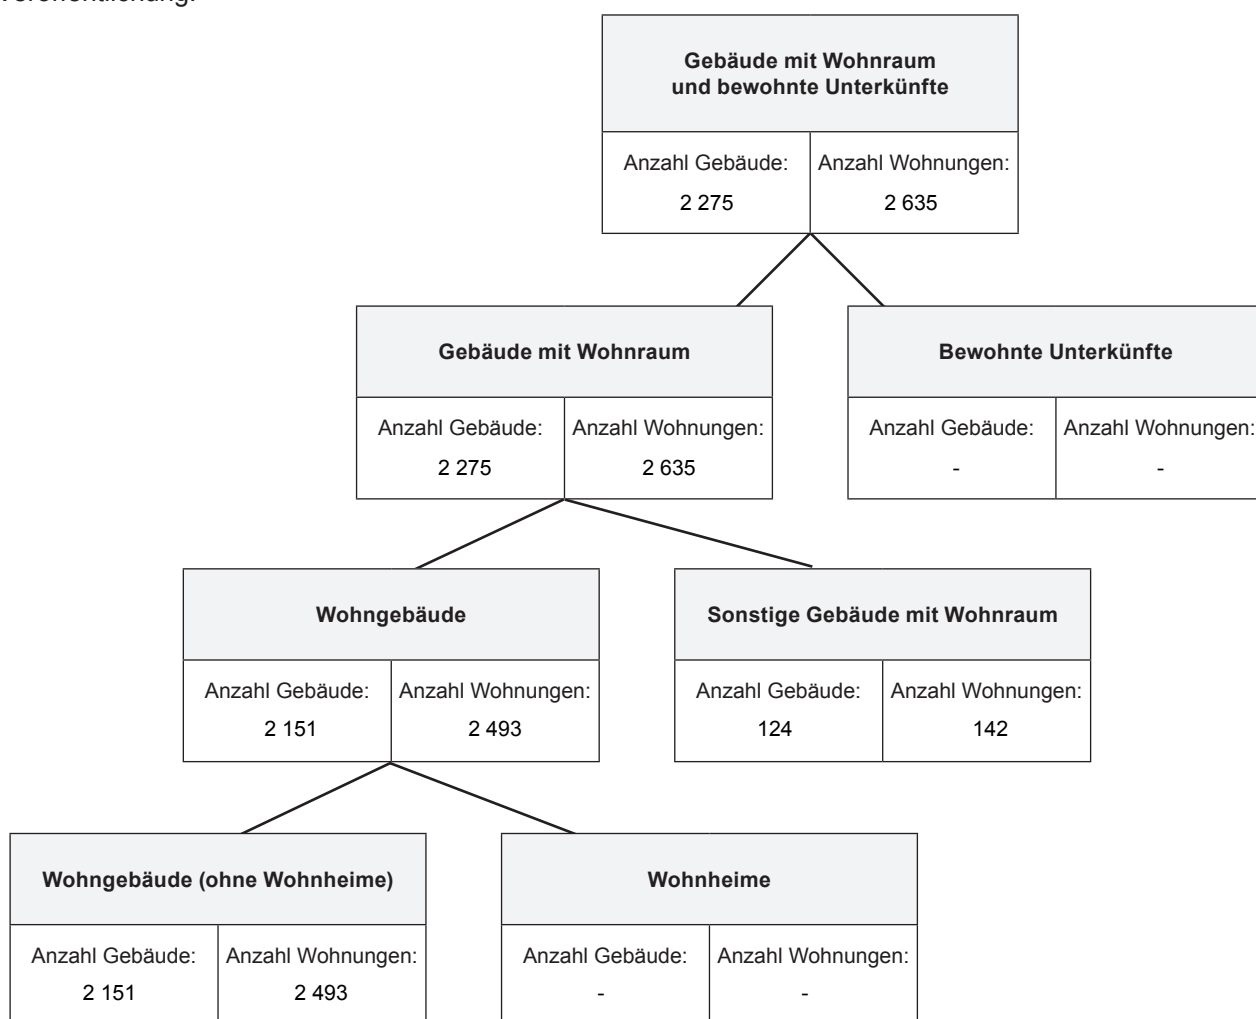 Gebäude mit Wohnraum
und bewohnte Unterkünfte
Anzahl Gebäude: Anzahl Wohnungen:
2 275 2 635
Gebäude mit Wohnraum
Anzahl Gebäude: Anzahl Wohnungen:
2 275 2 635
Bewohnte Unterkünfte
Anzahl Gebäude: Anzahl Wohnungen:
- -
Wohngebäude
Anzahl Gebäude: Anzahl Wohnungen:
2 151 2 493
Sonstige Gebäude mit Wohnraum
Anzahl Gebäude: Anzahl Wohnungen:
124 142
Wohngebäude (ohne Wohnheime)
Anzahl Gebäude: Anzahl Wohnungen:
2 151 2 493
Wohnheime
Anzahl Gebäude: Anzahl Wohnungen:
- -